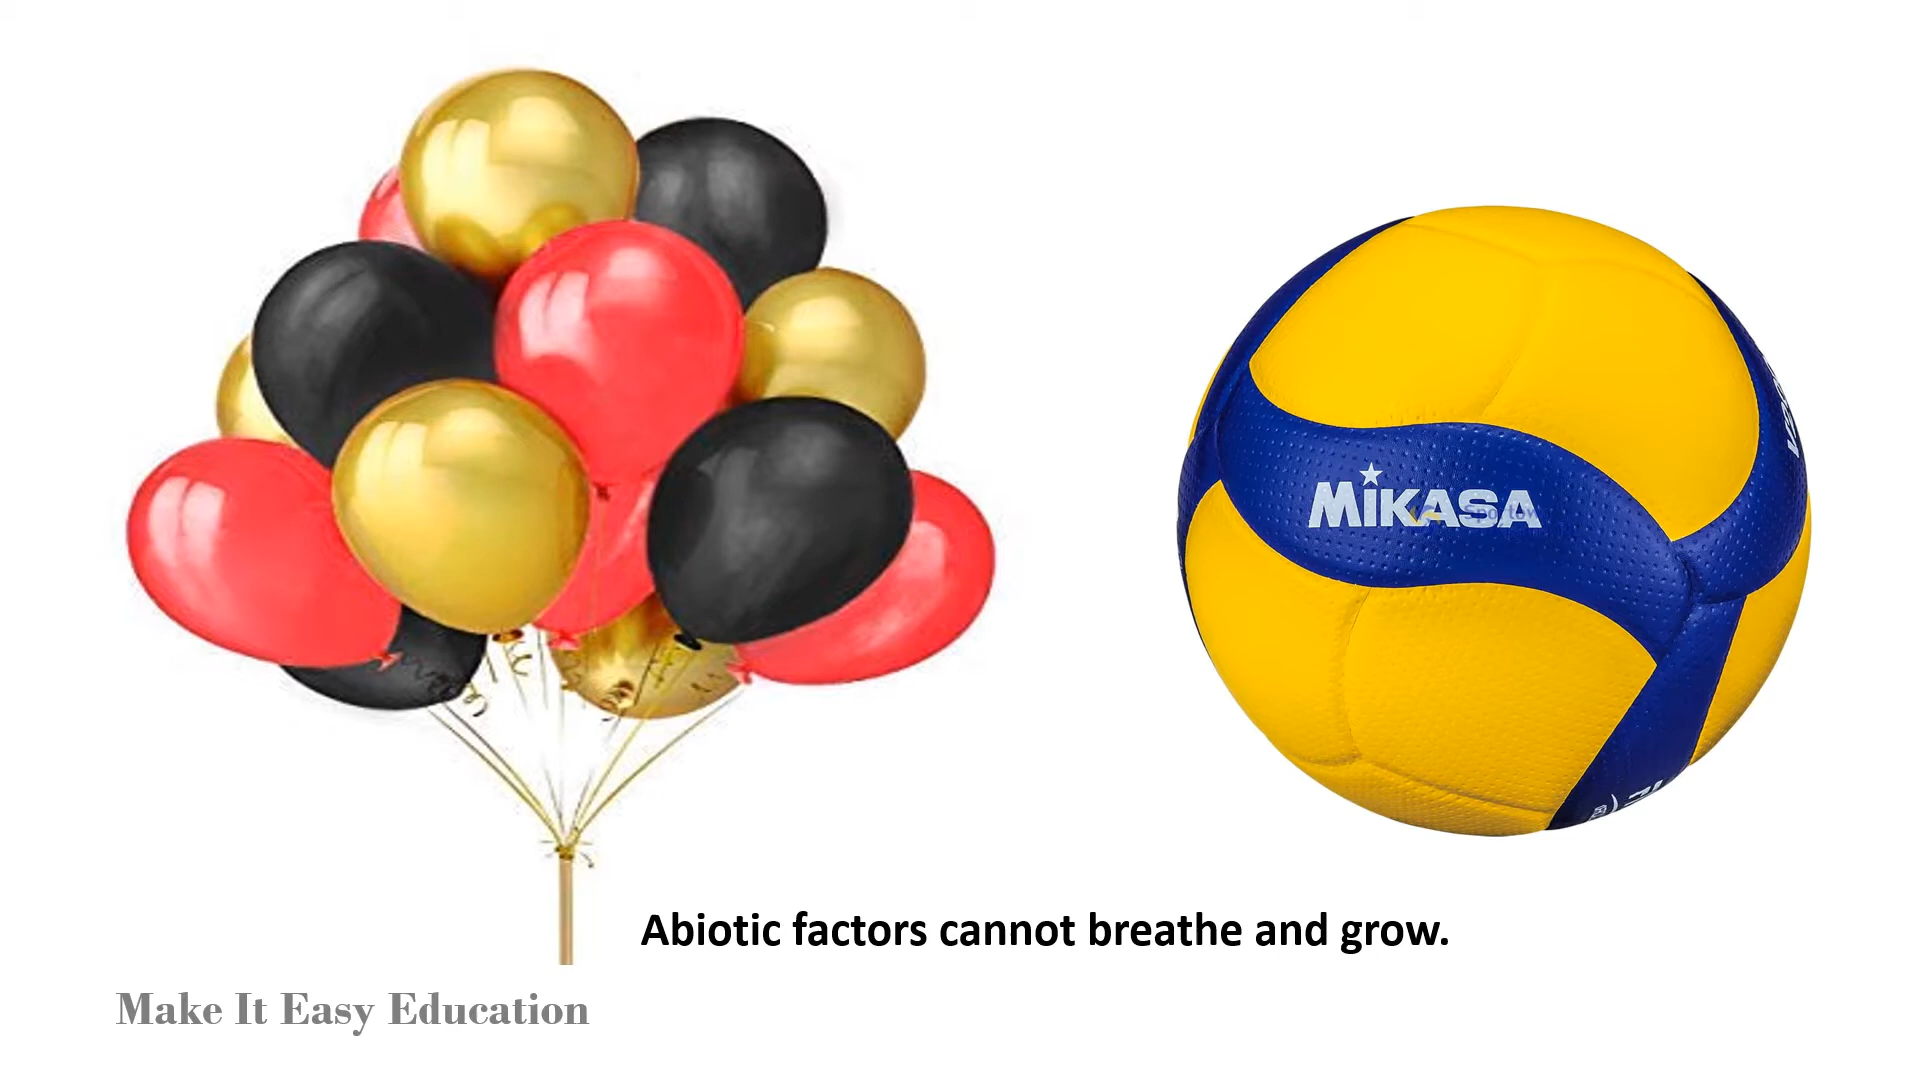 MIKASA
Abiotic factors cannot breathe and grow.
Make It Easy Education